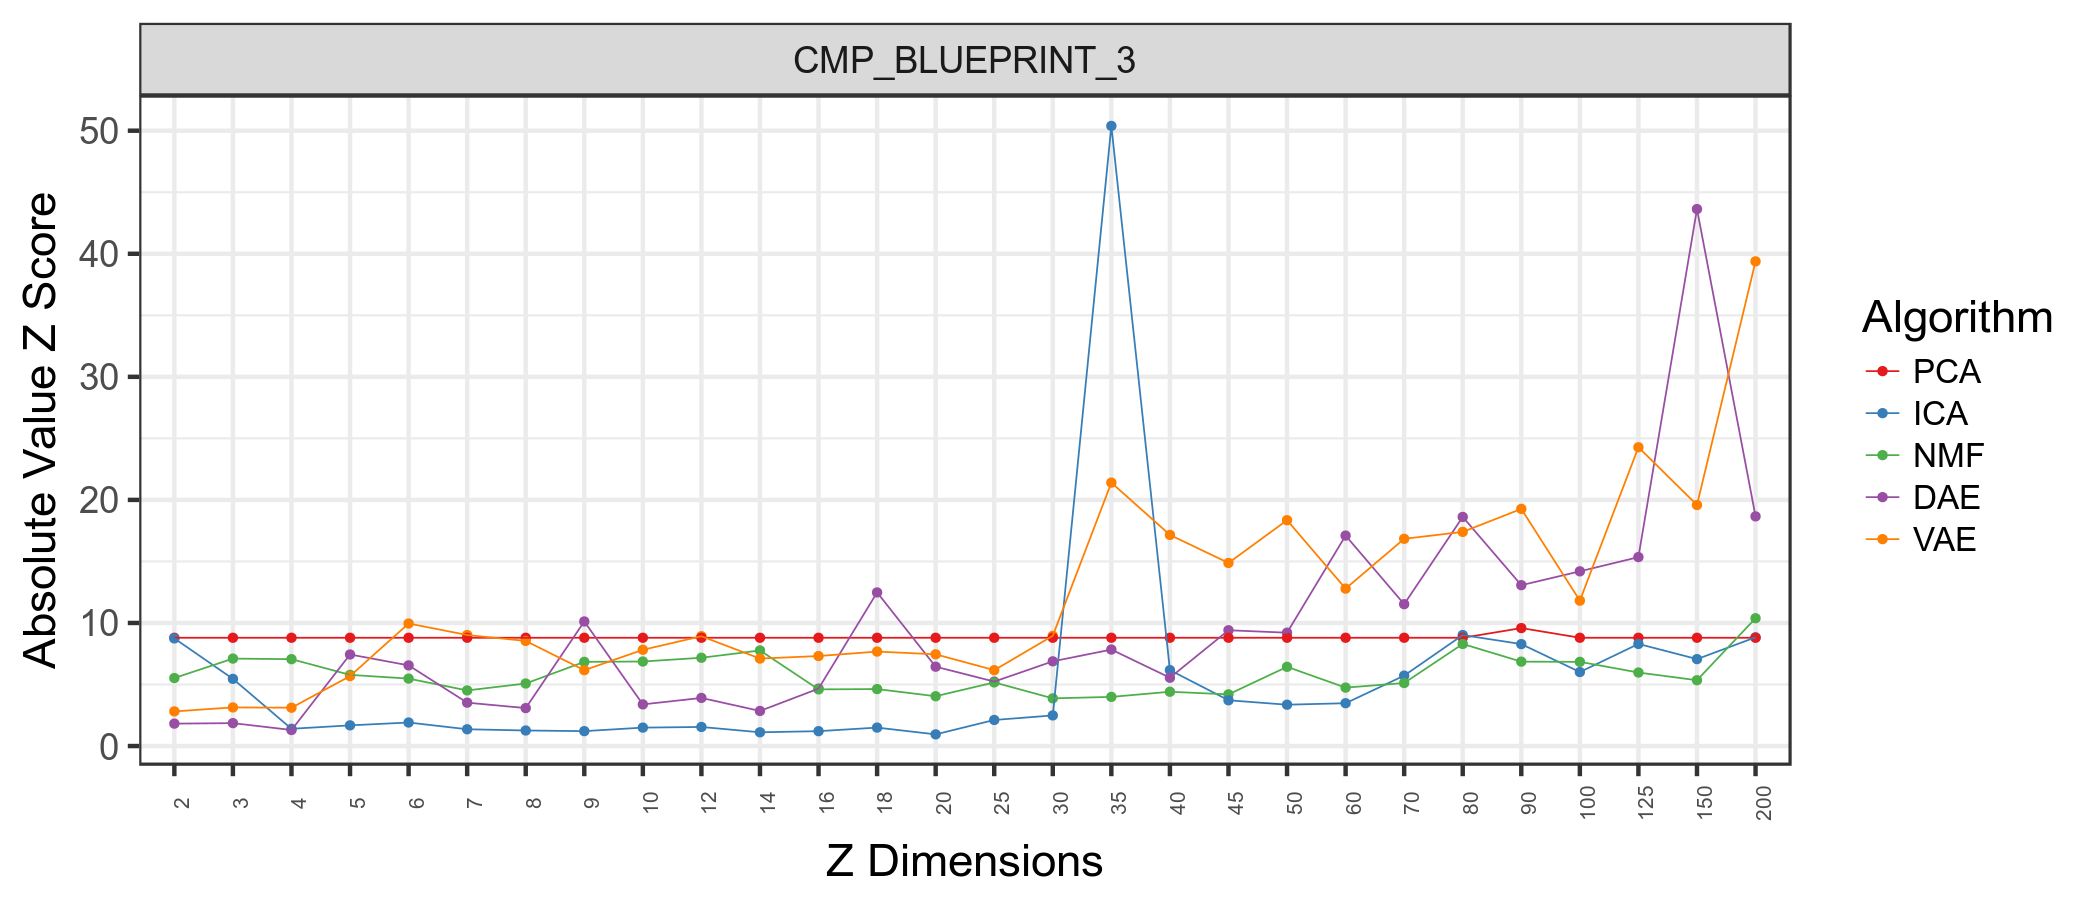 CMP_BLUEPRINT_3
Absolute Value Z Score
50
40
30
20
10
0
2 3 4 5 6 7 8 9 10 12 14 16 18 20 25 30 35 40 45 50 60 70 80 90 100 125 150 200
Z Dimensions
Algorithm
PCA
ICA
NMF
DAE
VAE